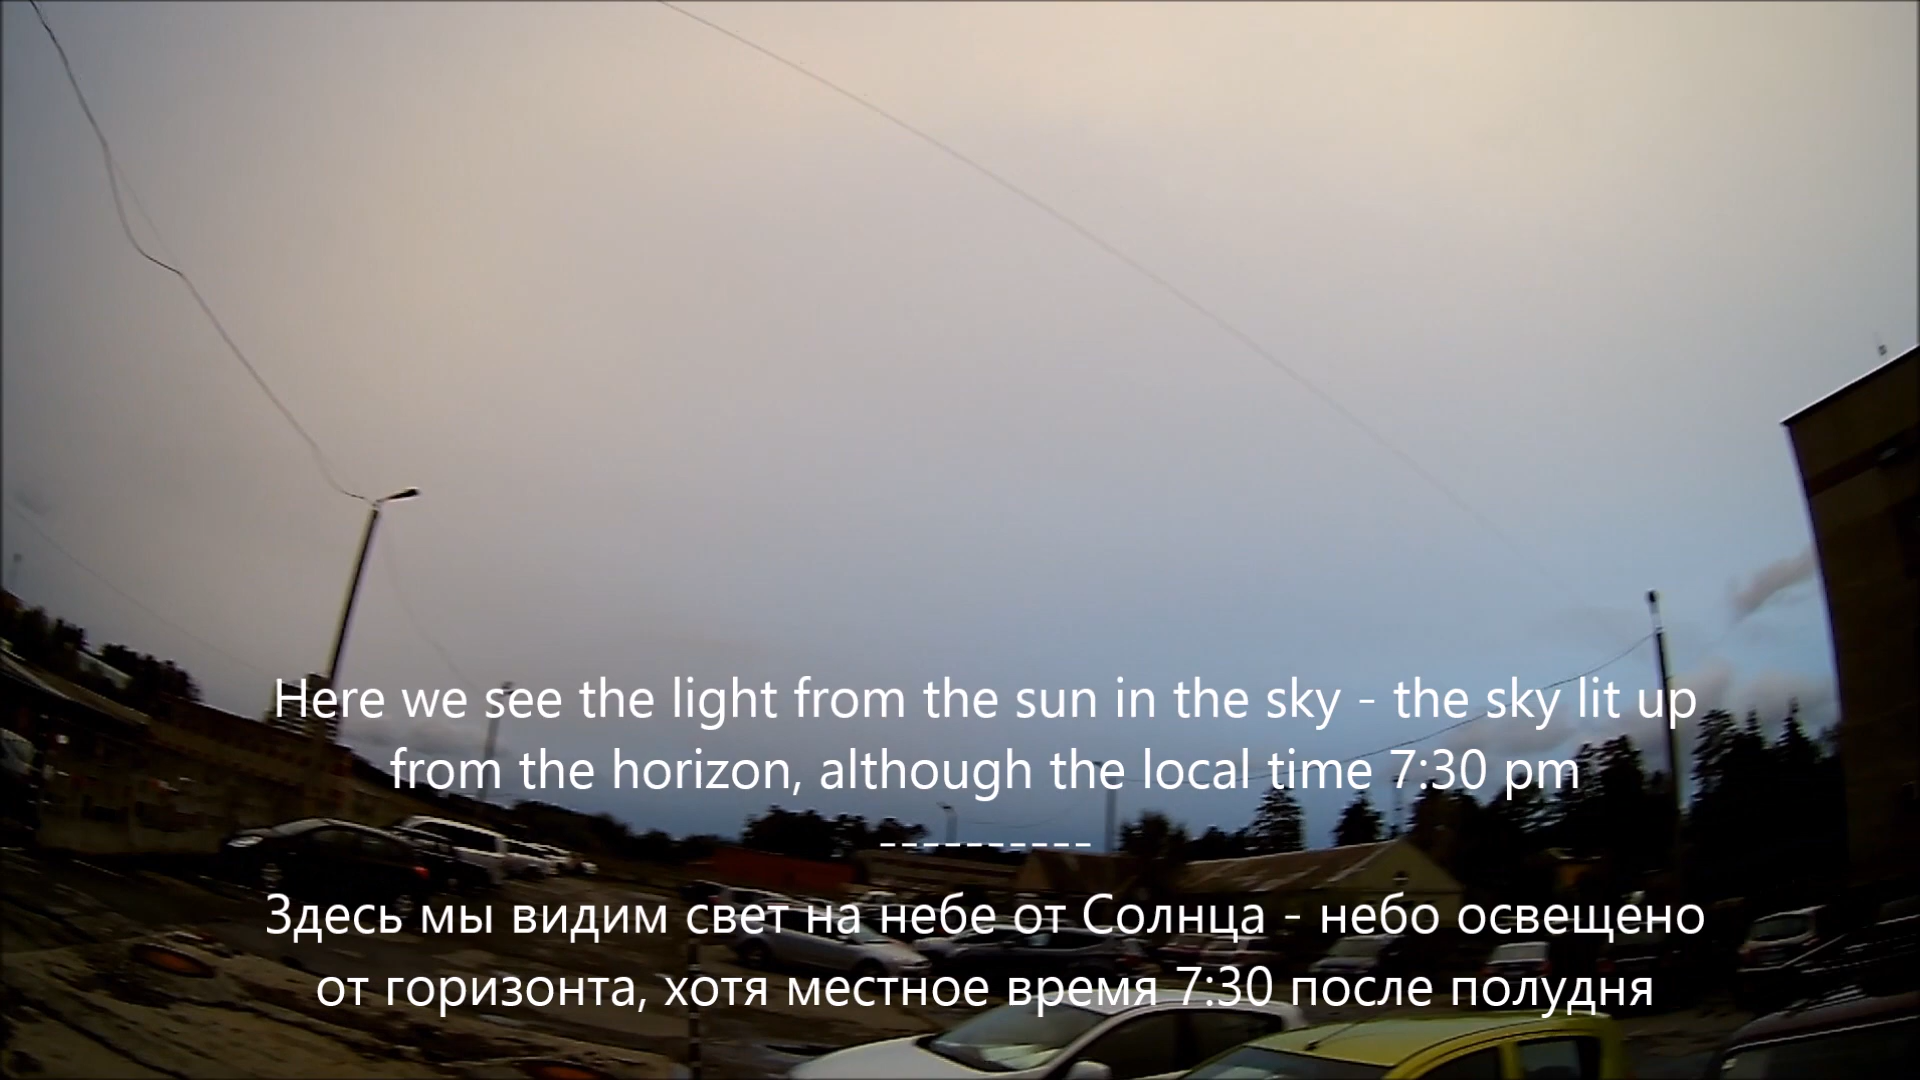 Here we see the light from the sun in the sky - the sky lit up
from the horizon, although the local time 7:30 pm
----------
Здесь мы видим свет на небе от Солнца - небо освещено
от горизонта, хотя местное время 7:30 после полудня